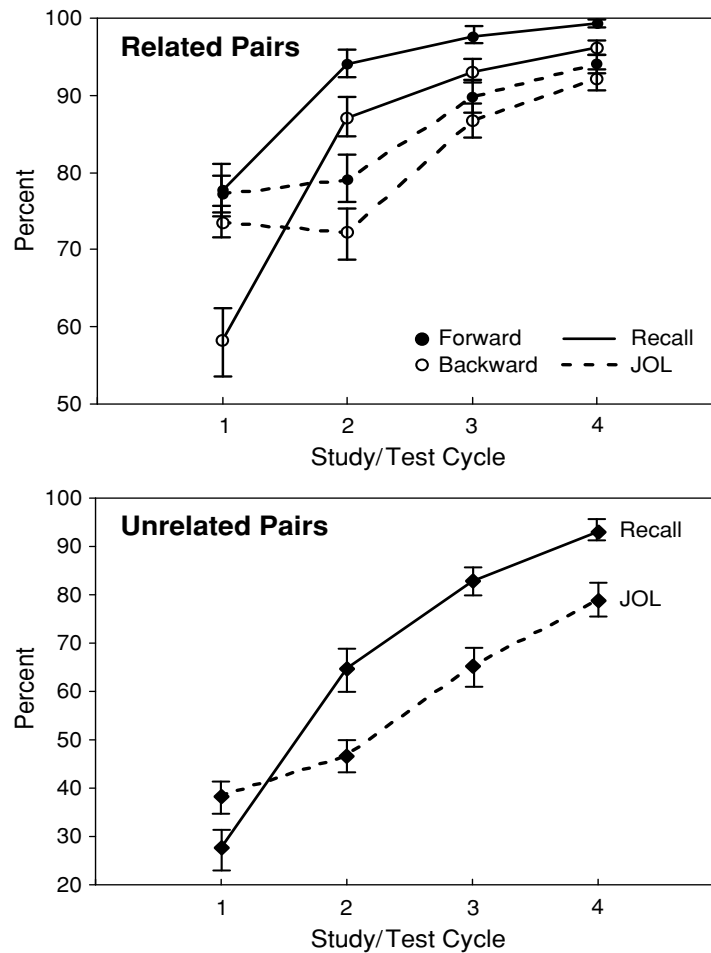 100
Related Pairs
90
80
70
60
50
Percent
Forward Recall
Backward JOL
1 2 3 4
Study/Test Cycle
100
Unrelated Pairs
90
80
70
60
50
40
30
20
Percent
Recall
JOL
1 2 3 4
Study/Test Cycle